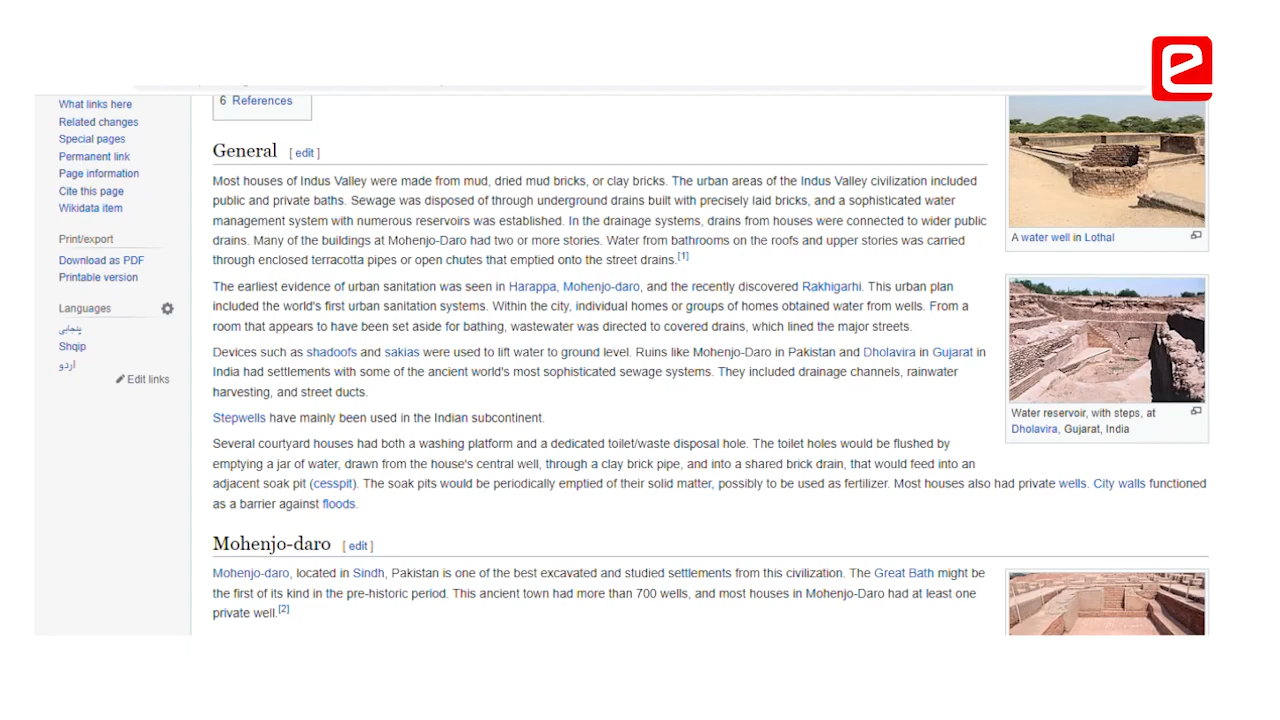 What links here
Related changes
Special pages
Permanent link
Page information
Cite this page
Wikidata item
Print/export
Download as PDF
Printable version
Languages
پنجابی
Shqip
اردو
Edit links
6 References
General [ edit ]
Most houses of Indus Valley were made from mud, dried mud bricks, or clay bricks. The urban areas of the Indus Valley civilization included
public and private baths. Sewage was disposed of through underground drains built with precisely laid bricks, and a sophisticated water
management system with numerous reservoirs was established. In the drainage systems, drains from houses were connected to wider public
drains. Many of the buildings at Mohenjo-Daro had two or more stories. Water from bathrooms on the roofs and upper stories was carried
through enclosed terracotta pipes or open chutes that emptied onto the street drains.[1]
The earliest evidence of urban sanitation was seen in Harappa, Mohenjo-daro, and the recently discovered Rakhigarhi. This urban plan
included the world's first urban sanitation systems. Within the city, individual homes or groups of homes obtained water from wells. From a
room that appears to have been set aside for bathing, wastewater was directed to covered drains, which lined the major streets.
Devices such as shadoofs and sakias were used to lift water to ground level. Ruins like Mohenjo-Daro in Pakistan and Dholavira in Gujarat in
India had settlements with some of the ancient world's most sophisticated sewage systems. They included drainage channels, rainwater
harvesting, and street ducts.
Stepwells have mainly been used in the Indian subcontinent.
Several courtyard houses had both a washing platform and a dedicated toilet/waste disposal hole. The toilet holes would be flushed by
emptying a jar of water, drawn from the house's central well, through a clay brick pipe, and into a shared brick drain, that would feed into an
adjacent soak pit (cesspit). The soak pits would be periodically emptied of their solid matter, possibly to be used as fertilizer. Most houses also had private wells. City walls functioned
as a barrier against floods.
Mohenjo-daro [ edit ]
Mohenjo-daro, located in Sindh, Pakistan is one of the best excavated and studied settlements from this civilization. The Great Bath might be
the first of its kind in the pre-historic period. This ancient town had more than 700 wells, and most houses in Mohenjo-Daro had at least one
private well.[2]
A water well in Lothal
Water reservoir, with steps, at
Dholavira, Gujarat, India
e